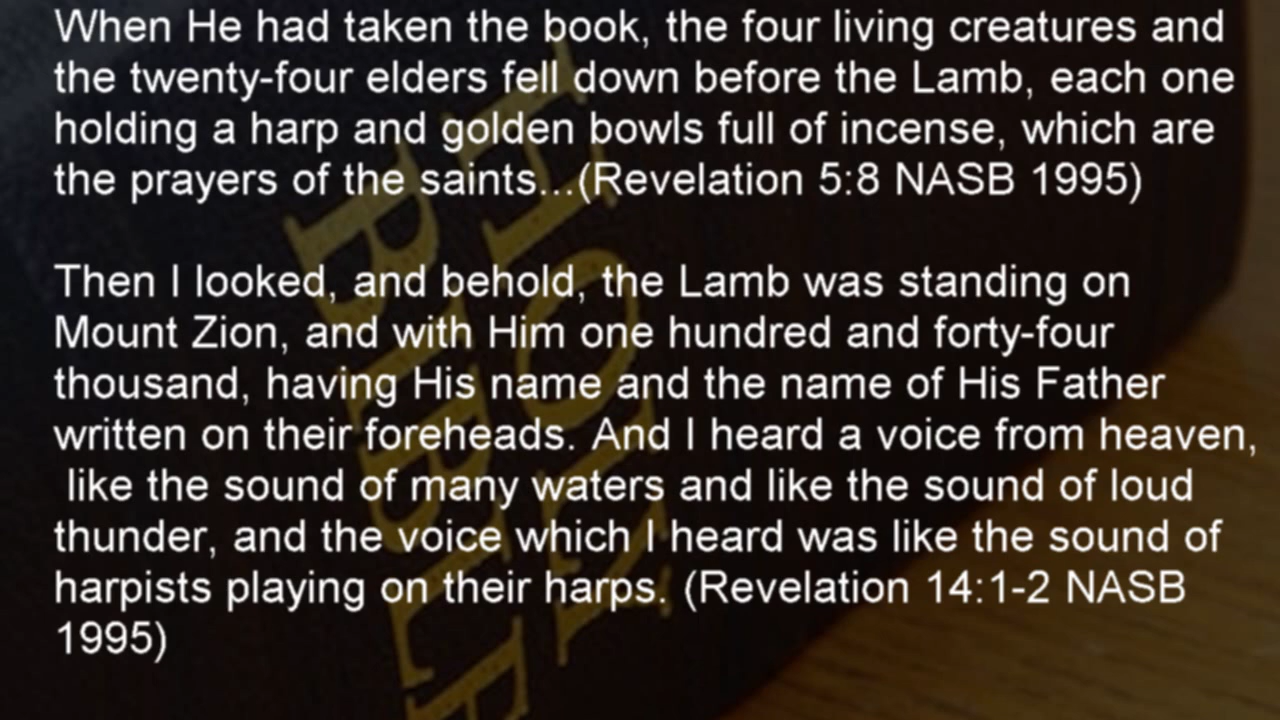 When He had taken the book, the four living creatures and
the twenty-four elders fell down before the Lamb, each one
holding a harp and golden bowls full of incense, which are
the prayers of the saints...(Revelation 5:8 NASB 1995)
Then I looked, and behold, the Lamb was standing on
Mount Zion, and with Him one hundred and forty-four
thousand, having His name and the name of His Father
written on their foreheads. And I heard a voice from heaven,
like the sound of many waters and like the sound of loud
thunder, and the voice which I heard was like the sound of
harpists playing on their harps. (Revelation 14:1-2 NASB
1995)
HOLY
BIBLE